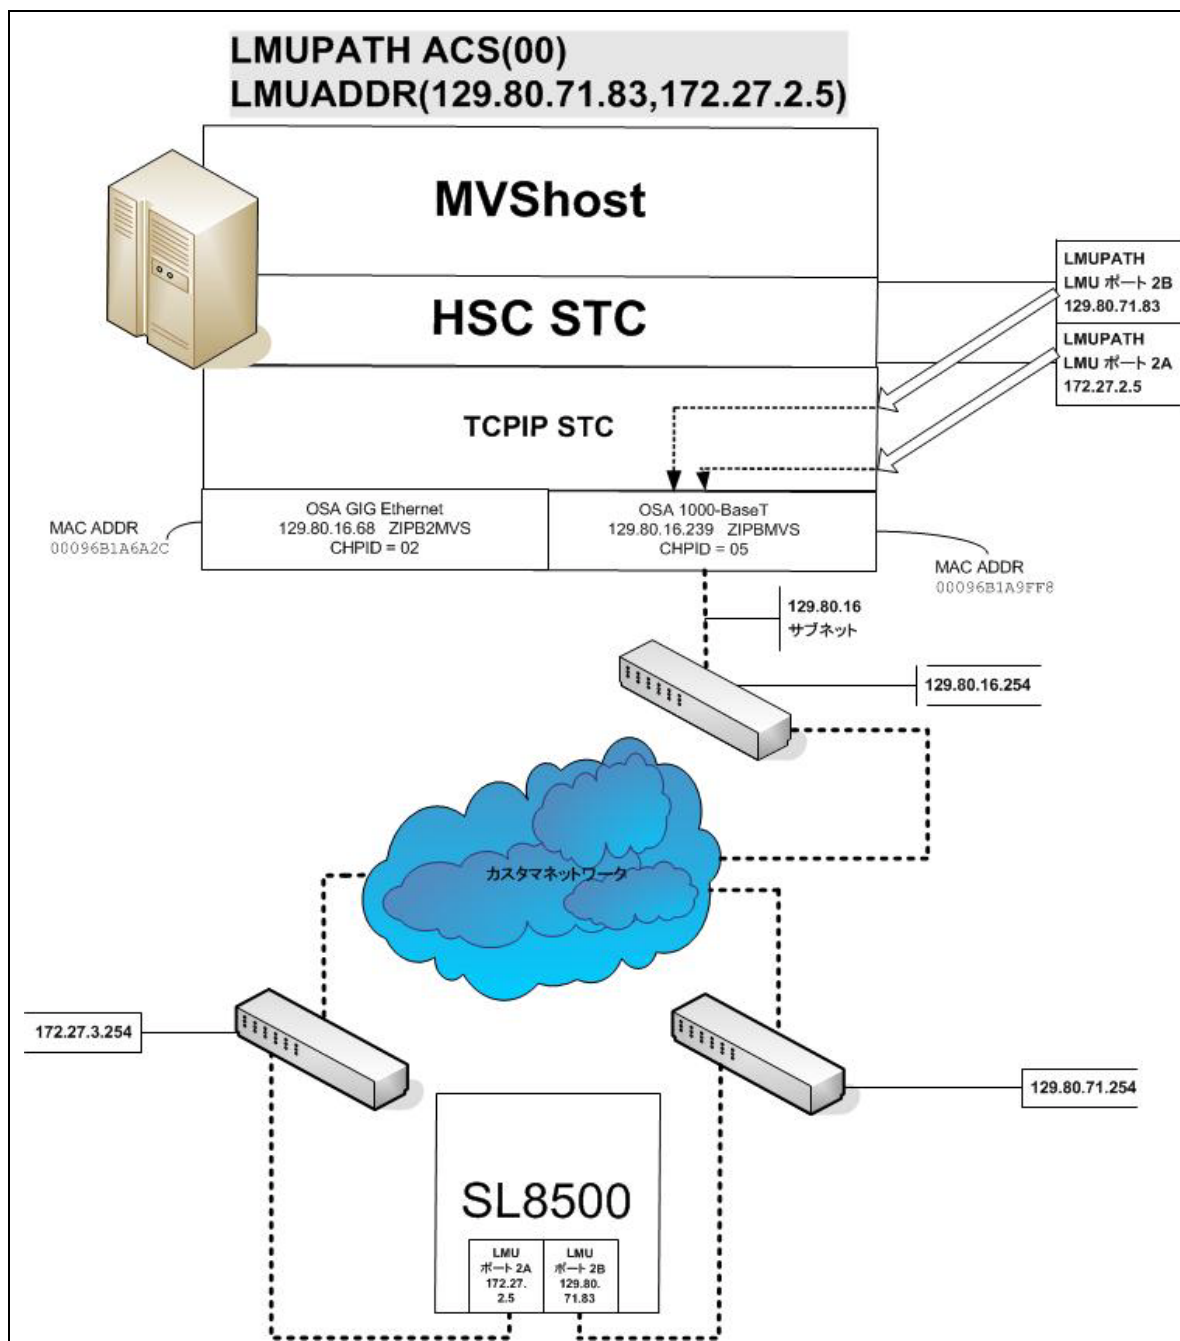 LMUPATH ACS(00)
LMUADDR(129.80.71.83,172.27.2.5)
MVShost
HSC STC
LMUPATH
LMU ポート 2B
129.80.71.83
LMUPATH
LMU ポート 2A
172.27.2.5
TCPIP STC
OSA GIG Ethernet
129.80.16.68 ZIPB2MVS
CHPID = 02
OSA 1000-BaseT
129.80.16.239 ZIPBMVS
CHPID = 05
MAC ADDR
00096B1A6A2C
MAC ADDR
00096B1A9FF8
129.80.16
サブネット
129.80.16.254
カスタマネットワータ
172.27.3.254
129.80.71.254
SL8500
LMU
ポート 2A
172.27.
2.5
LMU
ポート 2B
129.80.
71.83